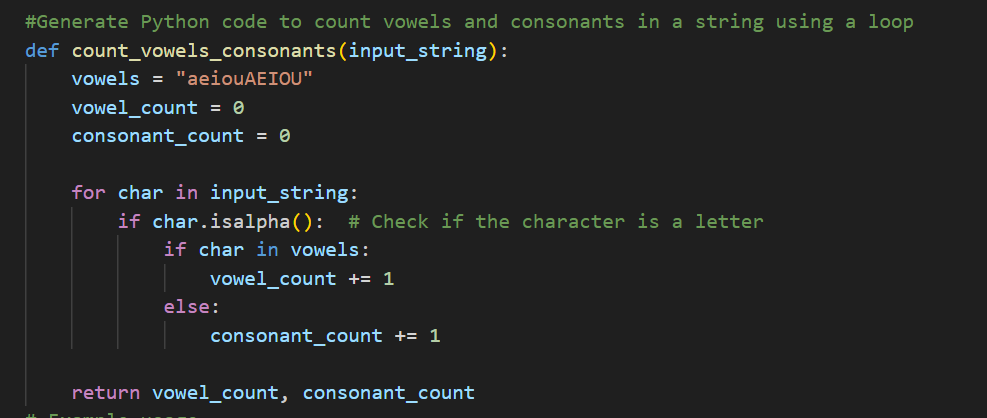 #Generate Python code to count vowels and consonants in a string using a loop
def count_vowels_consonants(input_string):
    vowels = "aeiouAEIOU"
    vowel_count = 0
    consonant_count = 0

    for char in input_string:
        if char.isalpha():  # Check if the character is a letter
            if char in vowels:
                vowel_count += 1
            else:
                consonant_count += 1

    return vowel_count, consonant_count